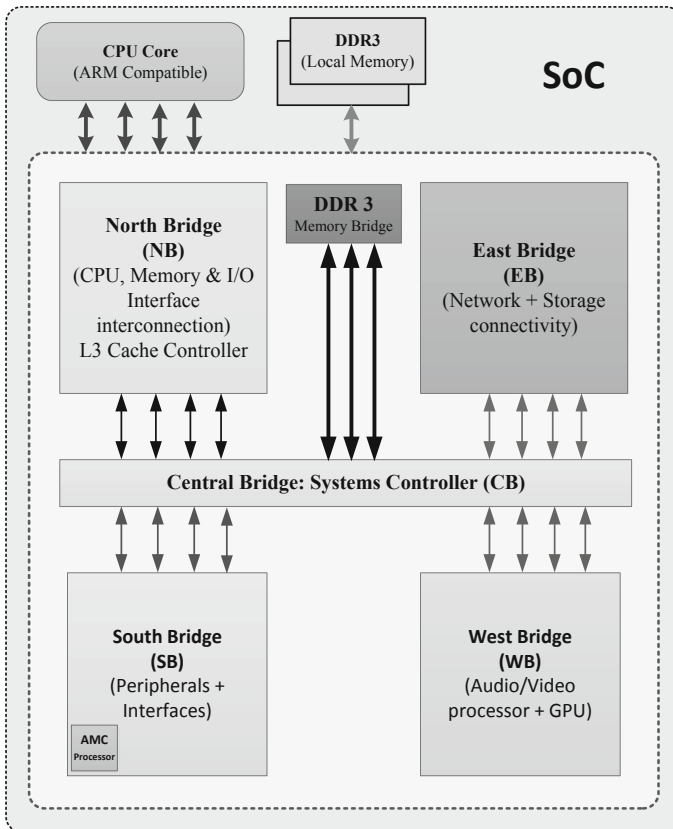 CPU Core
(ARM Compatible)
DDR3
(Local Memory)
SoC
North Bridge
(NB)
(CPU, Memory & I/O
Interface
interconnection)
L3 Cache Controller
DDR 3
Memory Bridge
East Bridge
(EB)
(Network + Storage
connectivity)
Central Bridge: Systems Controller (CB)
South Bridge
(SB)
(Peripherals +
Interfaces)
AMC
Processor
West Bridge
(WB)
(Audio/Video
processor + GPU)